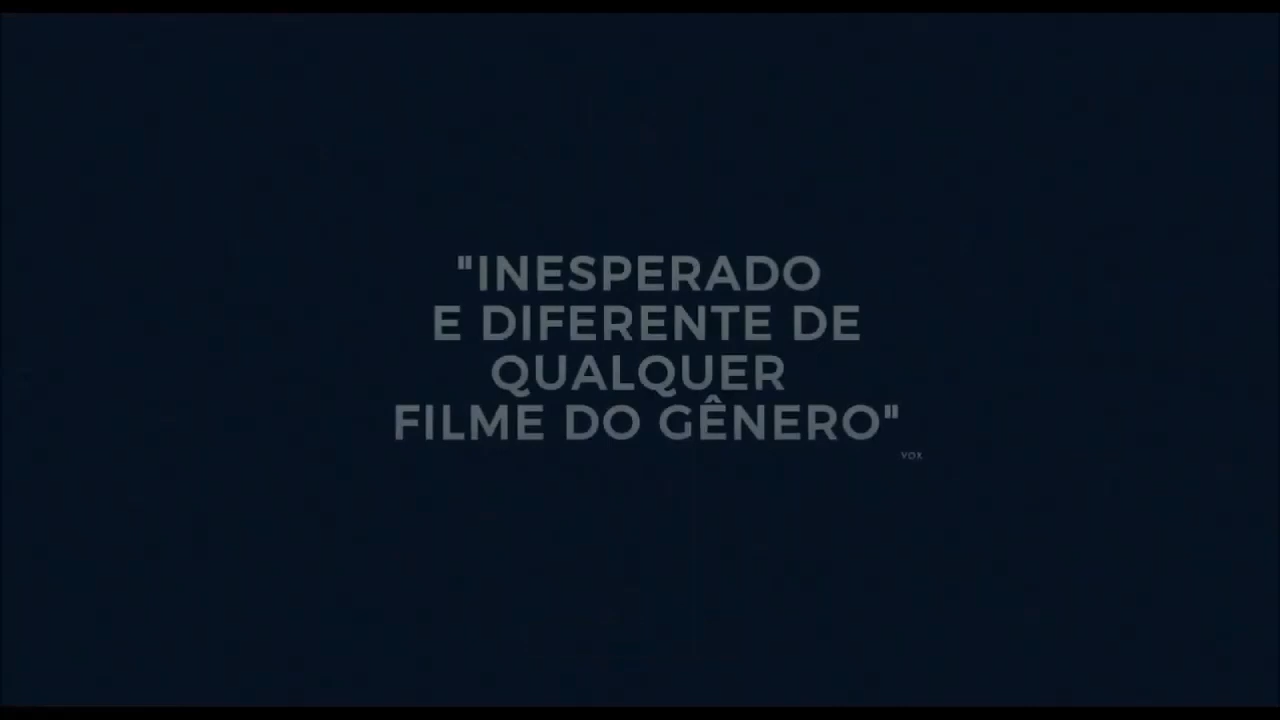 "INESPERADO
E DIFERENTE DE
QUALQUER
FILME DO GÊNERO"
VOX